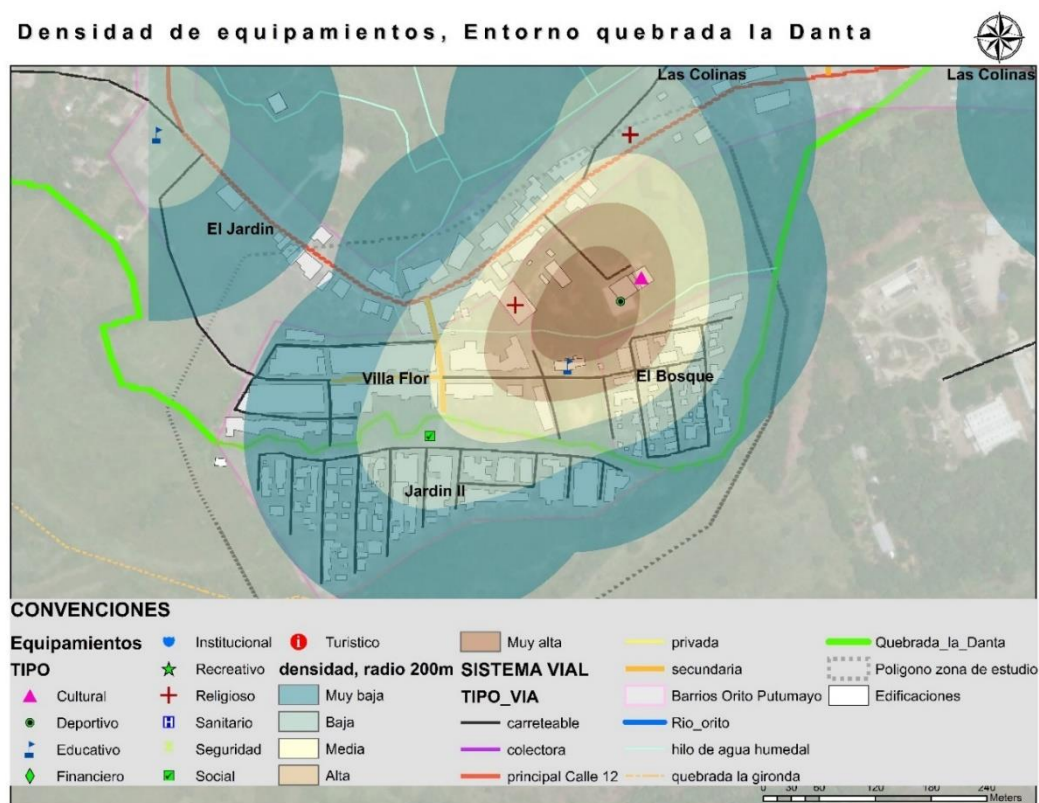 Densidad de equipamientos, Entorno quebrada la Danta
Las Colinas
Las Colinas
El Jardin
Villa Flor
El Bosque
Jardin II
CONVENCIONES
Equipamientos
TIPO
Cultural
Deportivo
Educativo
Financiero
Institucional
Recreativo
Religioso
Sanitario
Seguridad
Social
Turistico
densidad, radio 200m
Muy baja
Baja
Media
Alta
Muy alta
SISTEMA VIAL
TIPO_VIA
carreteable
colectora
principal Calle 12
privada
secundaria
Barrios Orito Putumayo
Rio_orito
hilo de agua humedal
quebrada la gironda
Quebrada_la_Danta
Poligono zona de estudio
Edificaciones
0 30 60 120 180 240
Meters